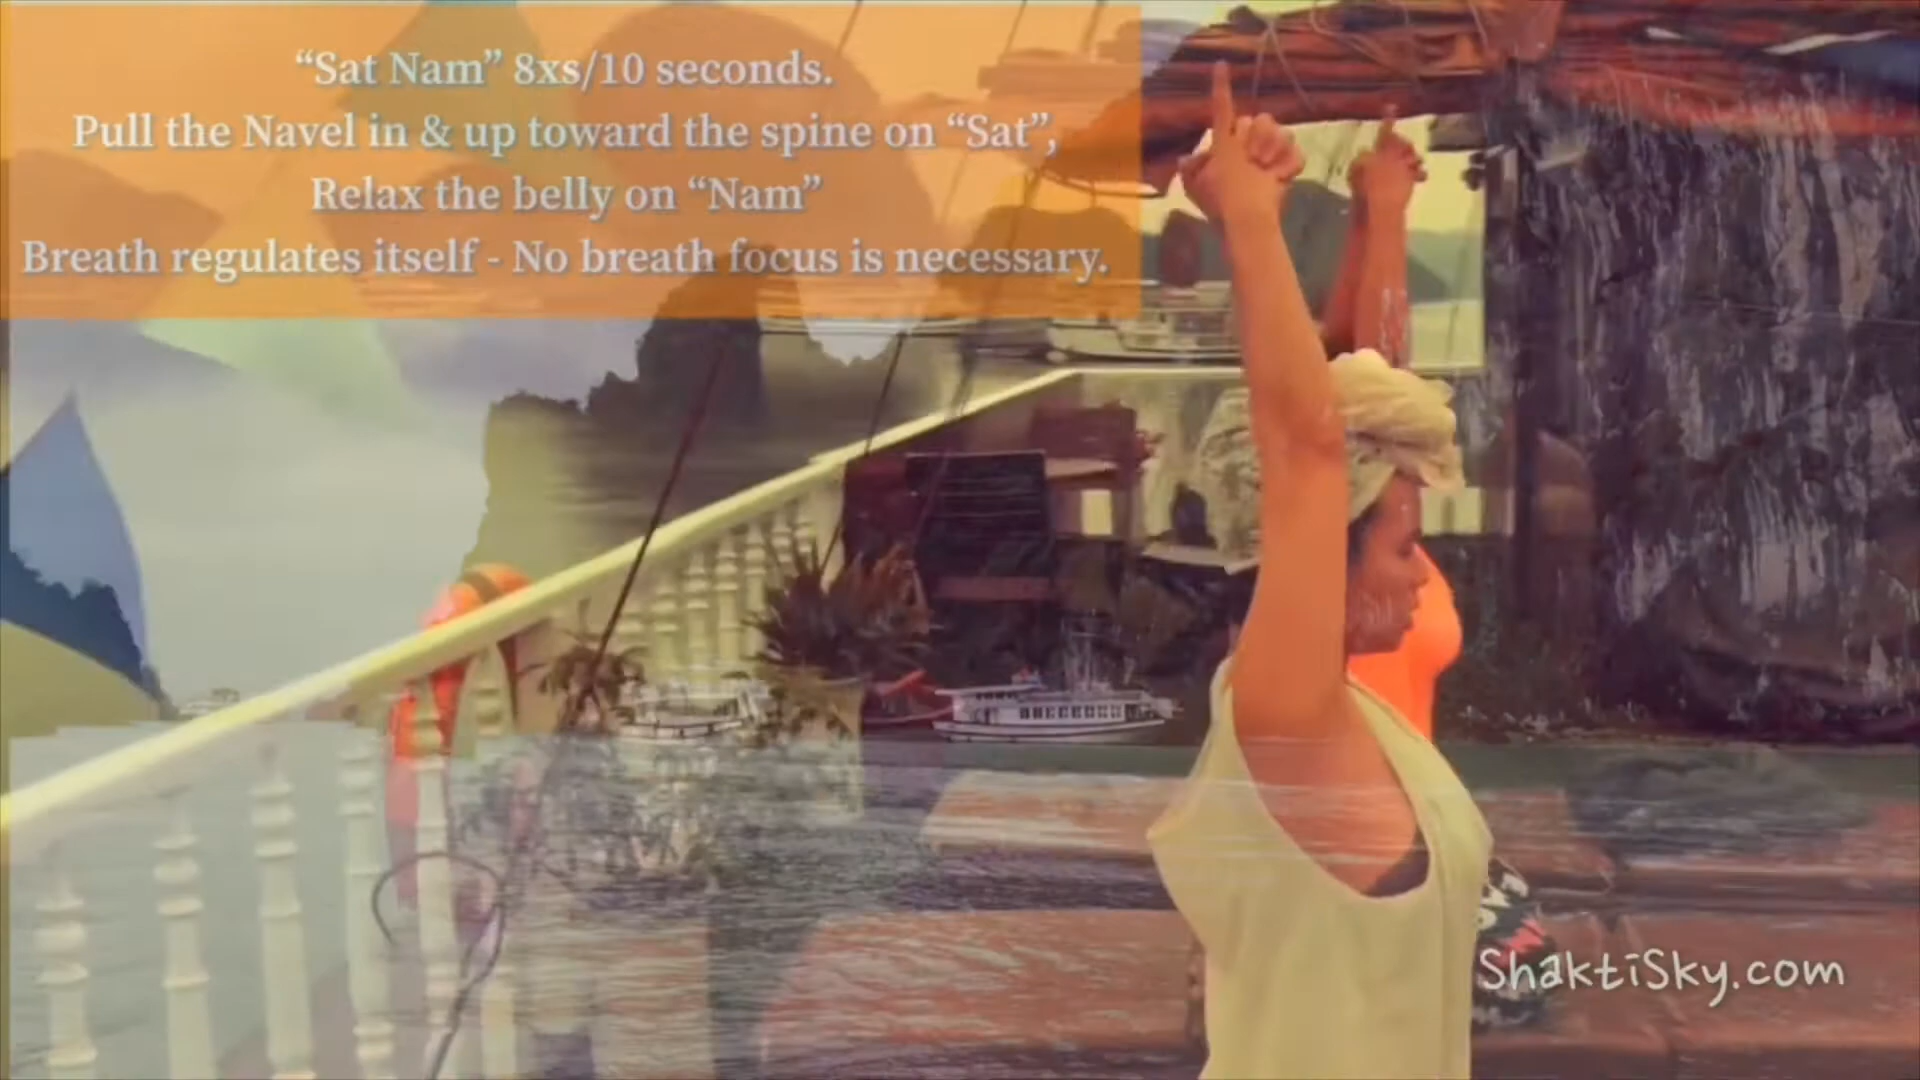 “Sat Nam” 8xs/10 seconds.
Pull the Navel in & up toward the spine on “Sat”,
Relax the belly on “Nam”
Breath regulates itself - No breath focus is necessary.
ShaktiSky.com